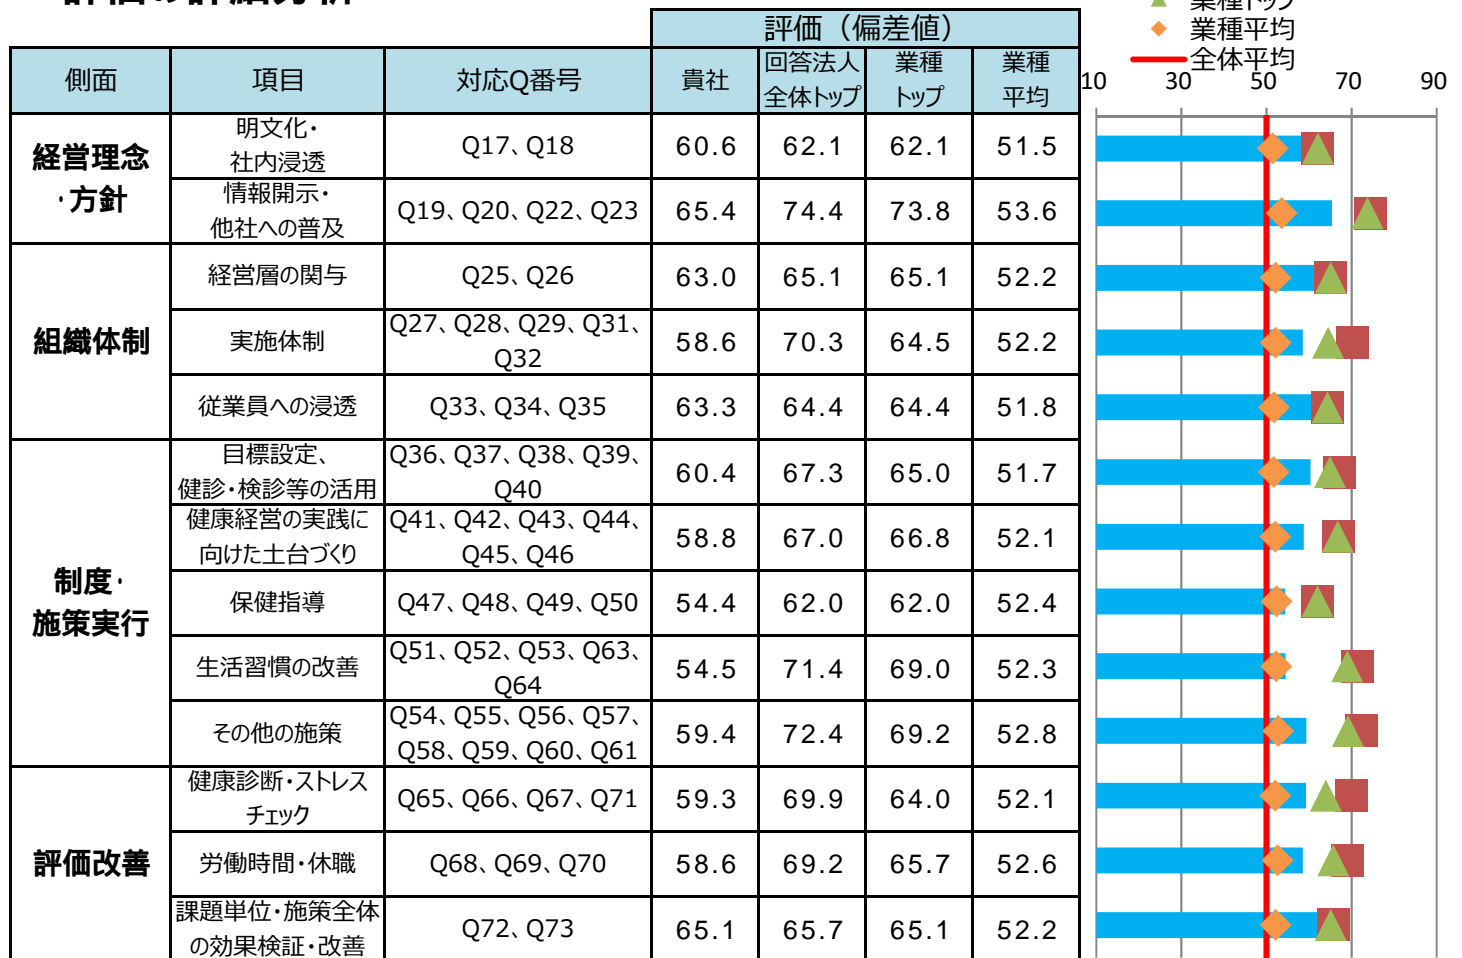 評価の詳細分析
業種トップ
業種平均
全体平均
評価（偏差値）
側面 項目 対応Q番号 貴社 回答法人全体トップ 業種トップ 業種平均
10 30 50 70 90
経営理念・方針
明文化・社内浸透 Q17、Q18 60.6 62.1 62.1 51.5
情報開示・他社への普及 Q19、Q20、Q22、Q23 65.4 74.4 73.8 53.6
組織体制
経営層の関与 Q25、Q26 63.0 65.1 65.1 52.2
実施体制 Q27、Q28、Q29、Q31、Q32 58.6 70.3 64.5 52.2
従業員への浸透 Q33、Q34、Q35 63.3 64.4 64.4 51.8
制度・施策実行
目標設定、健診・検診等の活用 Q36、Q37、Q38、Q39、Q40 60.4 67.3 65.0 51.7
健康経営の実践に向けた土台づくり Q41、Q42、Q43、Q44、Q45、Q46 58.8 67.0 66.8 52.1
保健指導 Q47、Q48、Q49、Q50 54.4 62.0 62.0 52.4
生活習慣の改善 Q51、Q52、Q53、Q63、Q64 54.5 71.4 69.0 52.3
その他の施策 Q54、Q55、Q56、Q57、Q58、Q59、Q60、Q61 59.4 72.4 69.2 52.8
評価改善
健康診断・ストレスチェック Q65、Q66、Q67、Q71 59.3 69.9 64.0 52.1
労働時間・休職 Q68、Q69、Q70 58.6 69.2 65.7 52.6
課題単位・施策全体の効果検証・改善 Q72、Q73 65.1 65.7 65.1 52.2